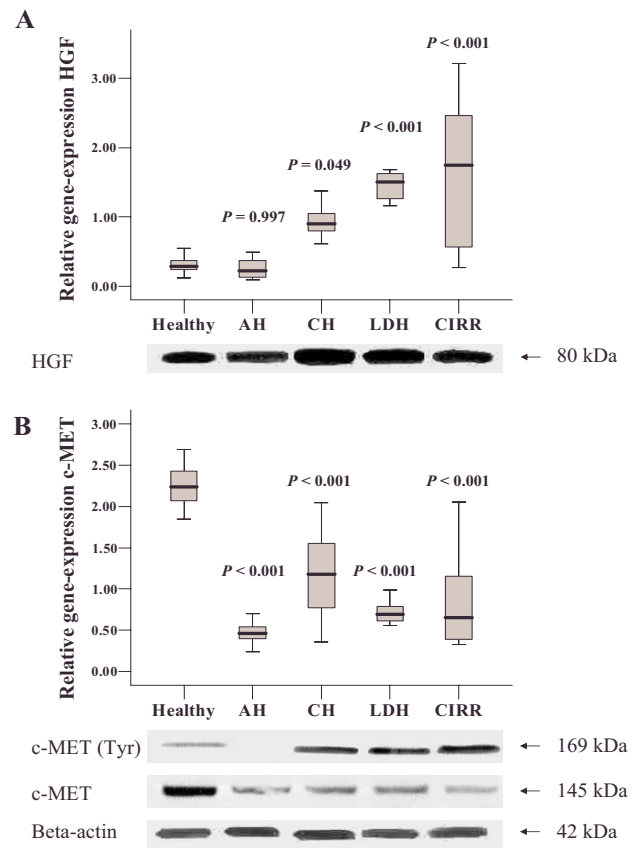 A
Relative gene-expression HGF
3.00
2.00
1.00
0.00
P = 0.997
P = 0.049
P < 0.001
P < 0.001
Healthy AH CH LDH CIRR
HGF ← 80 kDa
B
Relative gene-expression c-MET
3.00
2.50
2.00
1.50
1.00
0.50
0.00
P < 0.001
P < 0.001
P < 0.001
P < 0.001
Healthy AH CH LDH CIRR
c-MET (Tyr) ← 169 kDa
c-MET ← 145 kDa
Beta-actin ← 42 kDa